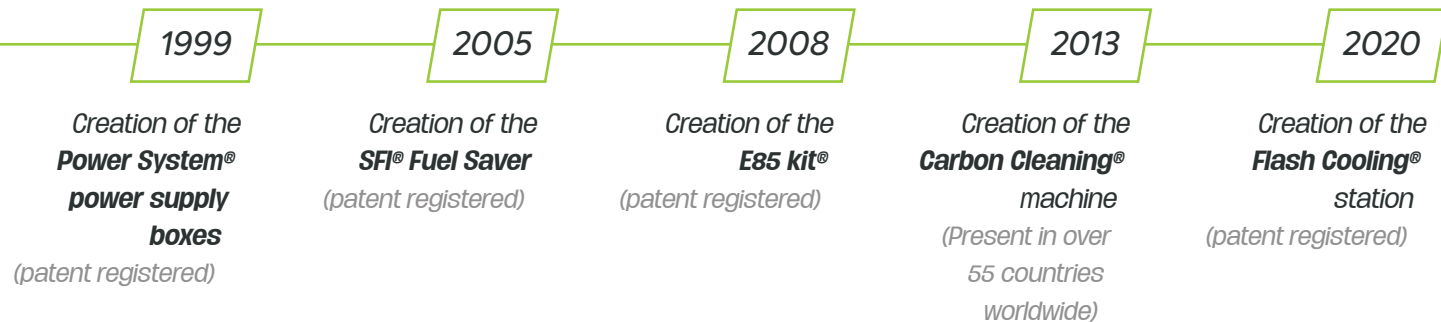 1999
Creation of the
Power System®
power supply
boxes
(patent registered)
2005
Creation of the
SFI® Fuel Saver
(patent registered)
2008
Creation of the
E85 kit®
(patent registered)
2013
Creation of the
Carbon Cleaning®
machine
(Present in over
55 countries
worldwide)
2020
Creation of the
Flash Cooling®
station
(patent registered)